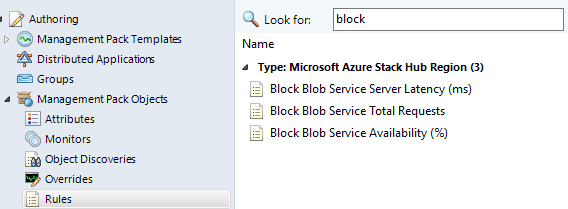 Authoring
Management Pack Templates
Distributed Applications
Groups
Management Pack Objects
Attributes
Monitors
Object Discoveries
Overrides
Rules
Look for: block
Name
Type: Microsoft Azure Stack Hub Region (3)
Block Blob Service Server Latency (ms)
Block Blob Service Total Requests
Block Blob Service Availability (%)